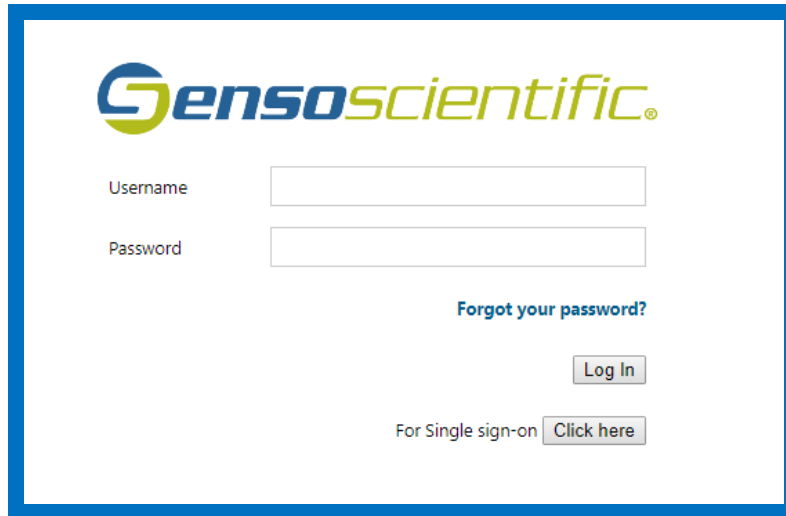 Sensoscientific®
Username
Password
Forgot your password?
Log In
For Single sign-on Click here